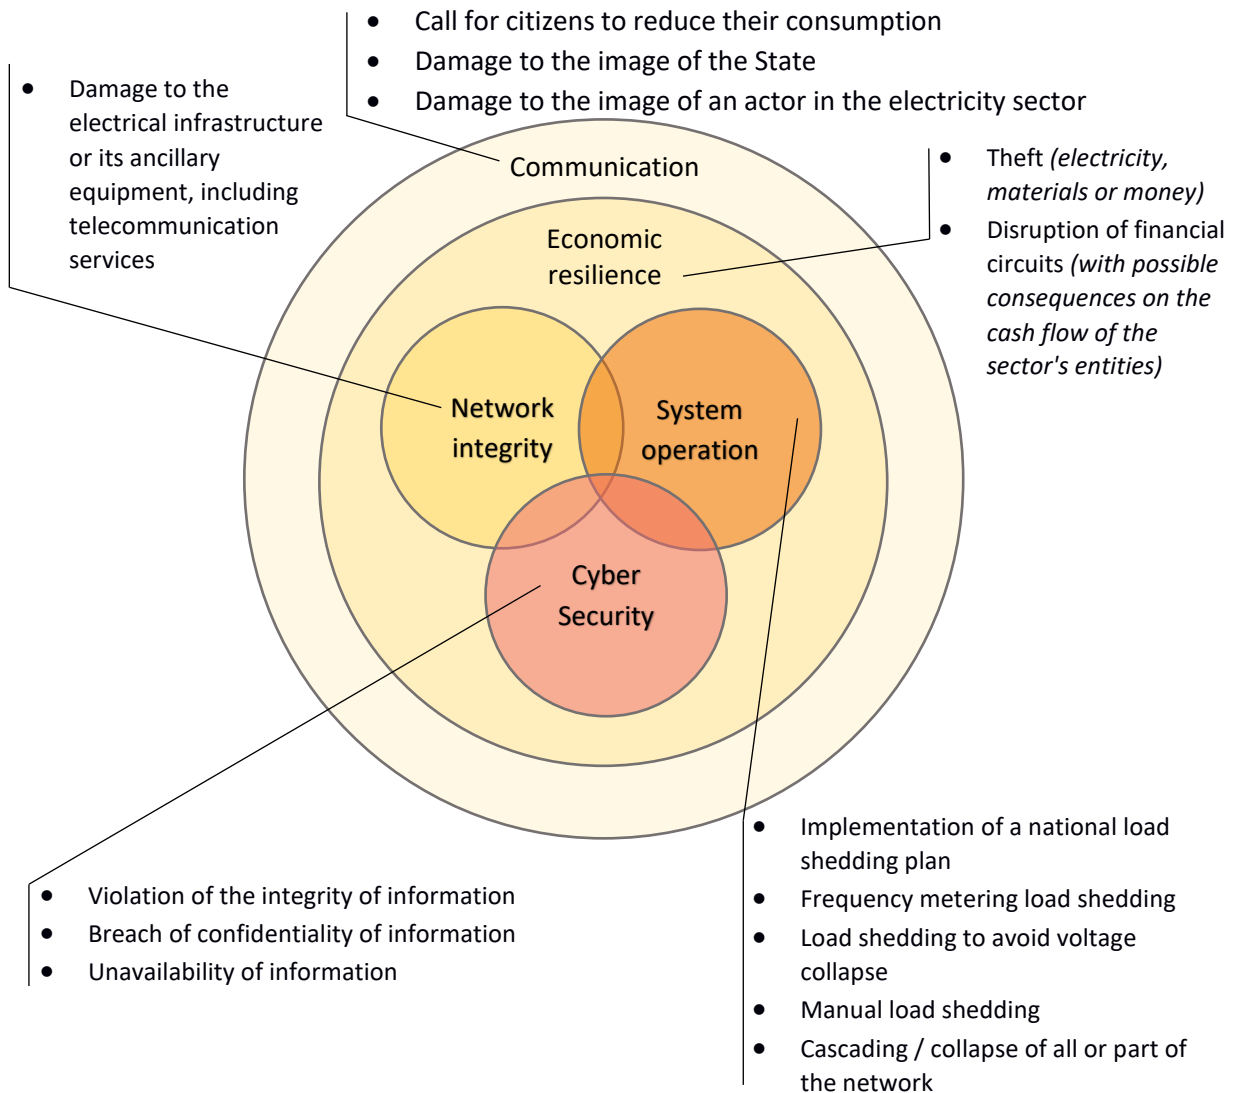 • Call for citizens to reduce their consumption
• Damage to the image of the State
• Damage to the image of an actor in the electricity sector
• Damage to the
electrical infrastructure
or its ancillary
equipment, including
telecommunication
services
Communication
• Theft (electricity,
materials or money)
• Disruption of financial
circuits (with possible
consequences on the
cash flow of the
sector's entities)
Economic
resilience
Network
integrity
System
operation
Cyber
Security
• Violation of the integrity of information
• Breach of confidentiality of information
• Unavailability of information
• Implementation of a national load
shedding plan
• Frequency metering load shedding
• Load shedding to avoid voltage
collapse
• Manual load shedding
• Cascading / collapse of all or part of
the network